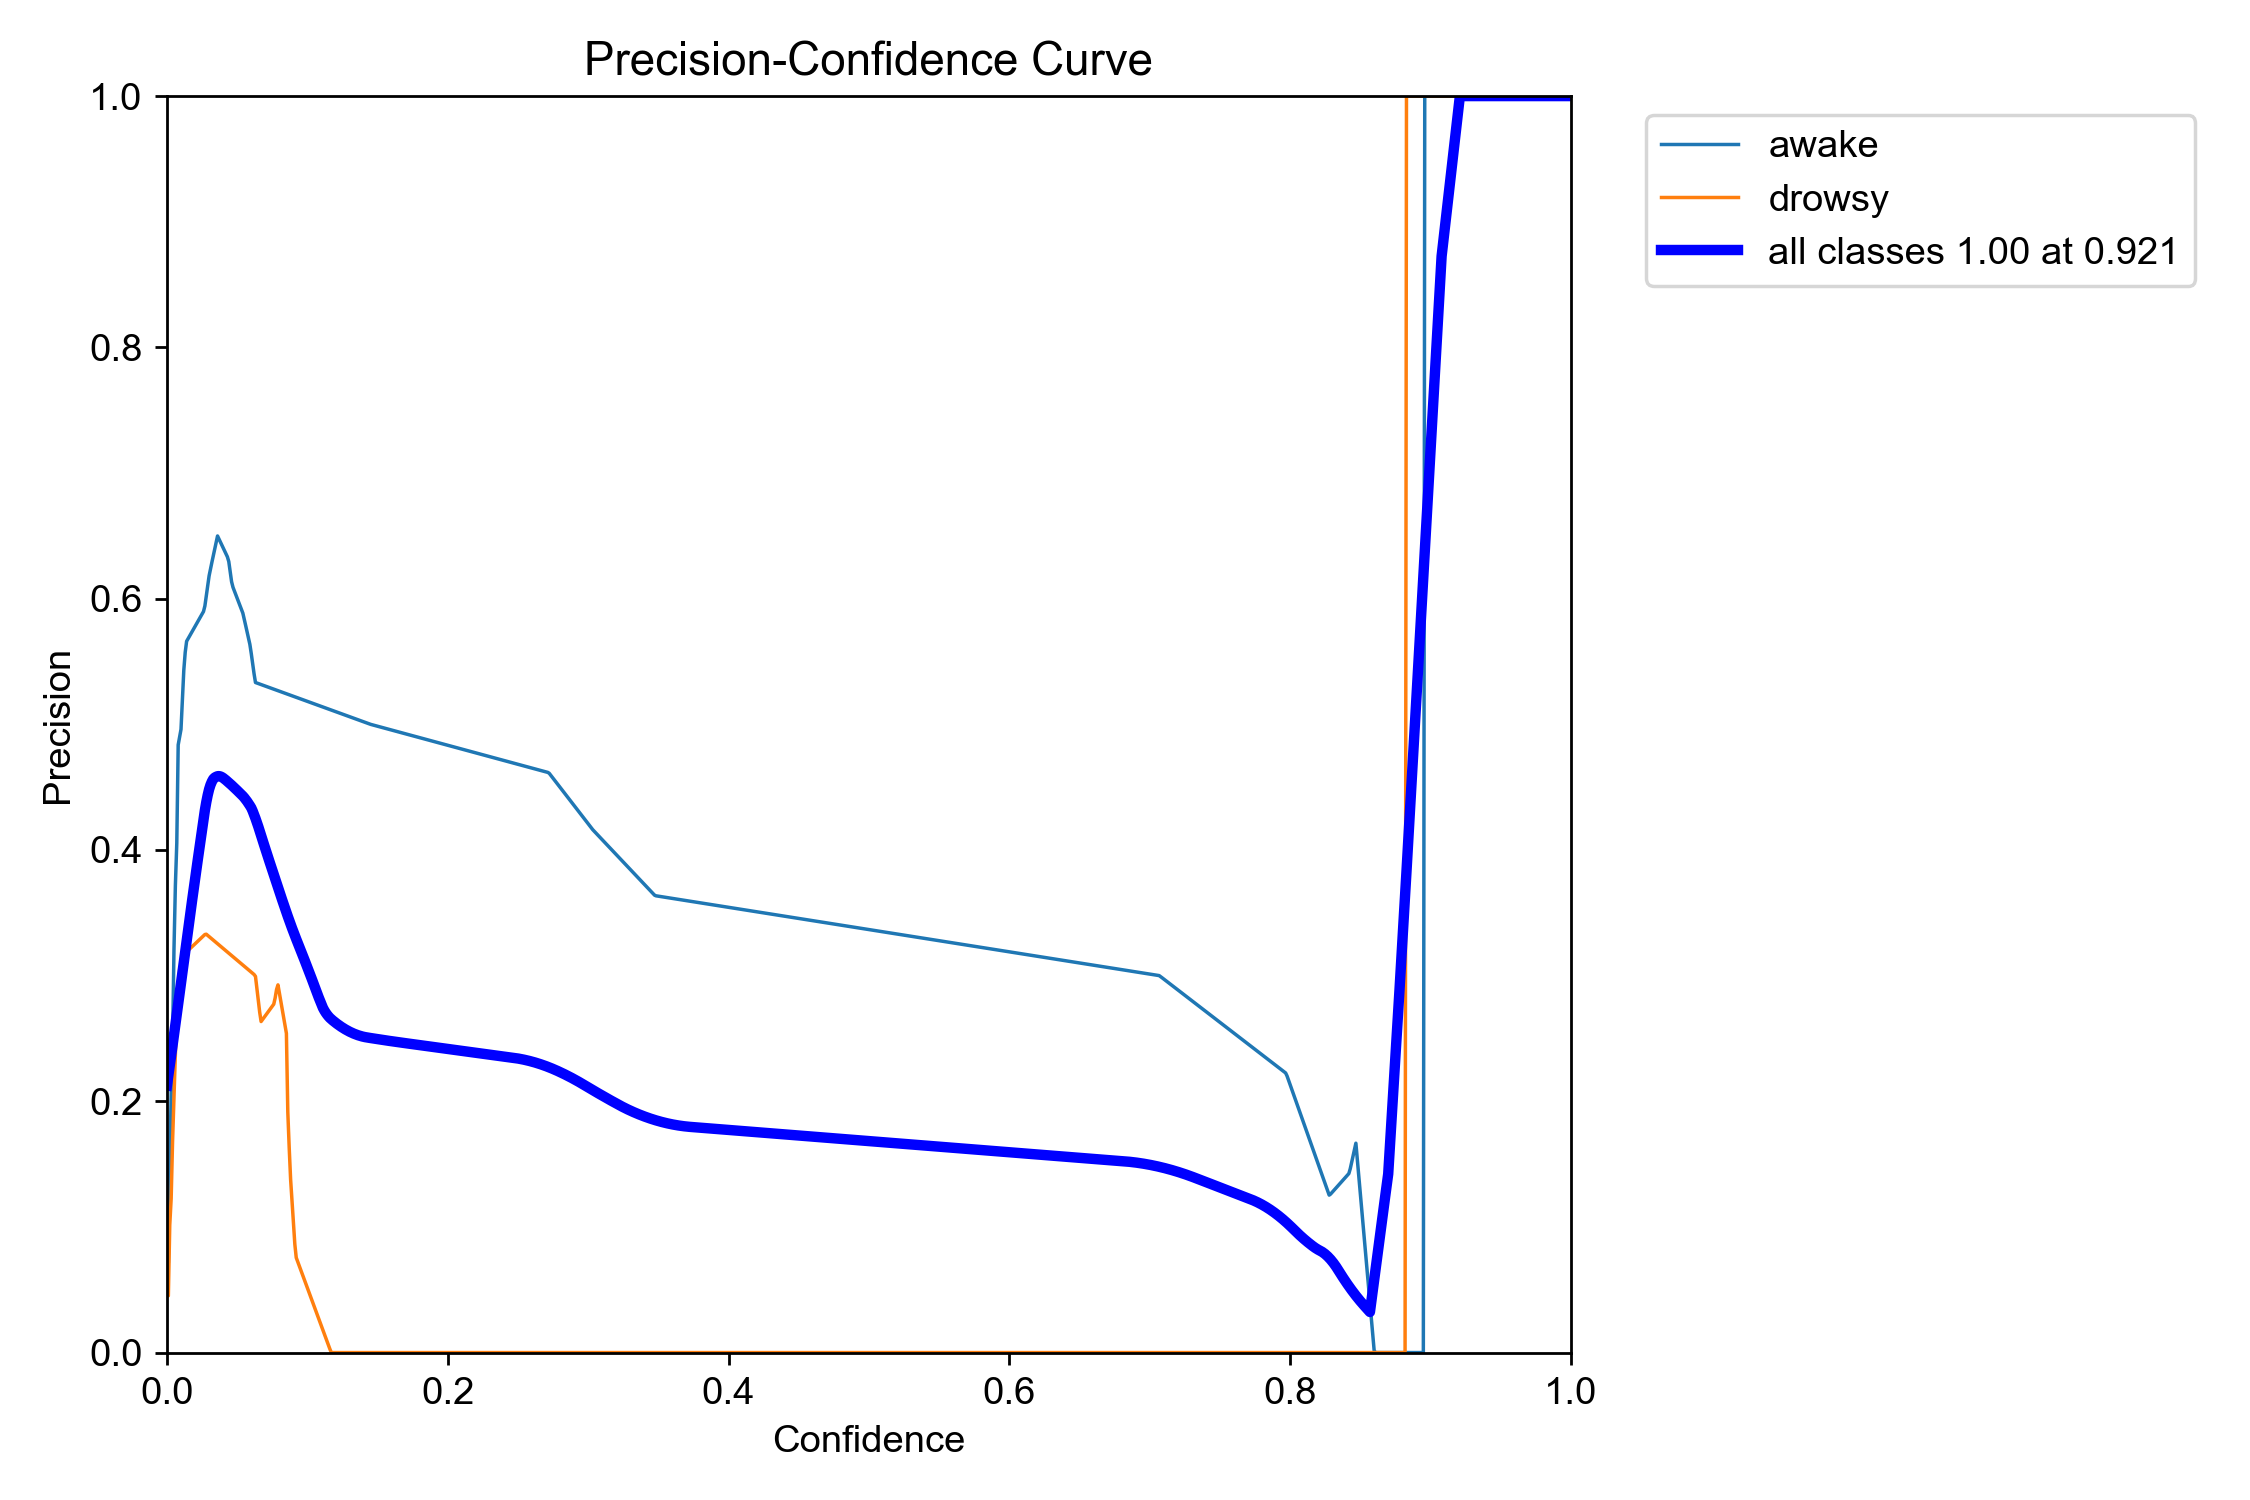 Precision-Confidence Curve
1.0
0.8
0.6
0.4
0.2
0.0
Precision
0.0 0.2 0.4 0.6 0.8 1.0
Confidence
awake
drowsy
all classes 1.00 at 0.921